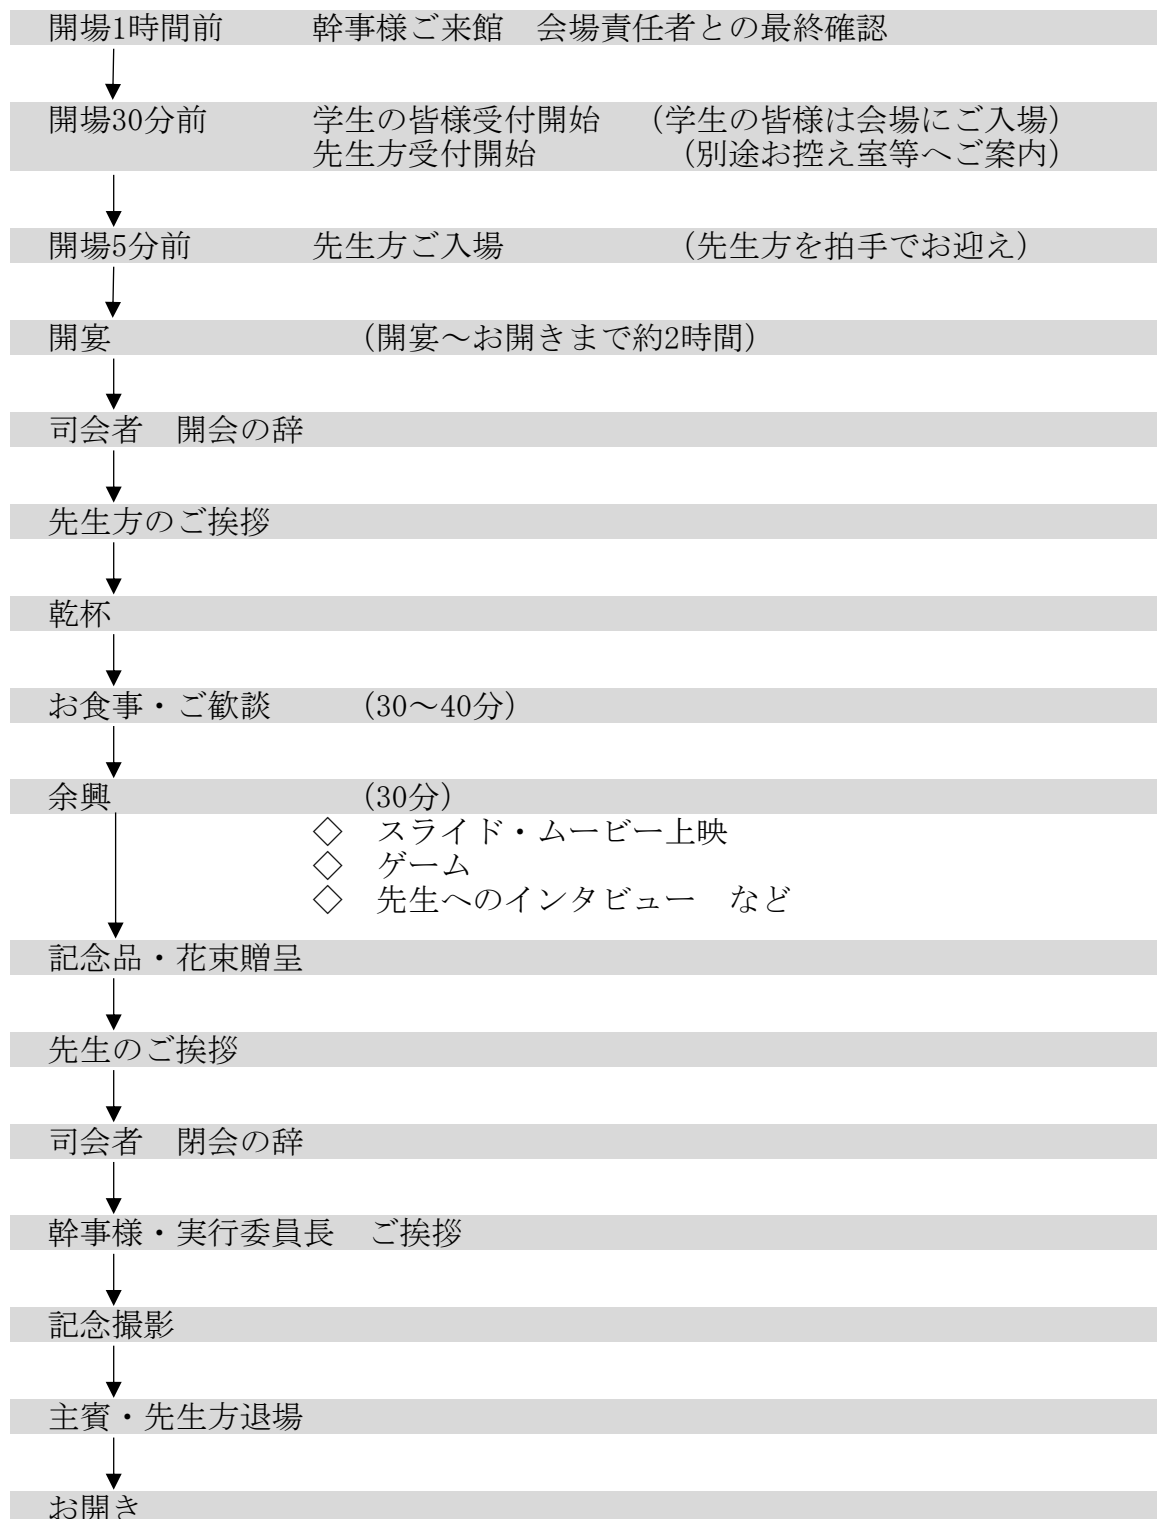 開場1時間前　幹事様ご来館　会場責任者との最終確認
開場30分前　学生の皆様受付開始　（学生の皆様は会場にご入場）
先生方受付開始　（別途お控え室等へご案内）
開場5分前　先生方ご入場　（先生方を拍手でお迎え）
開宴　（開宴～お開きまで約2時間）
司会者　開会の辞
先生方のご挨拶
乾杯
お食事・ご歓談　（30～40分）
余興　（30分）
◇　スライド・ムービー上映
◇　ゲーム
◇　先生へのインタビュー　など
記念品・花束贈呈
先生のご挨拶
司会者　閉会の辞
幹事様・実行委員長　ご挨拶
記念撮影
主賓・先生方退場
お開き